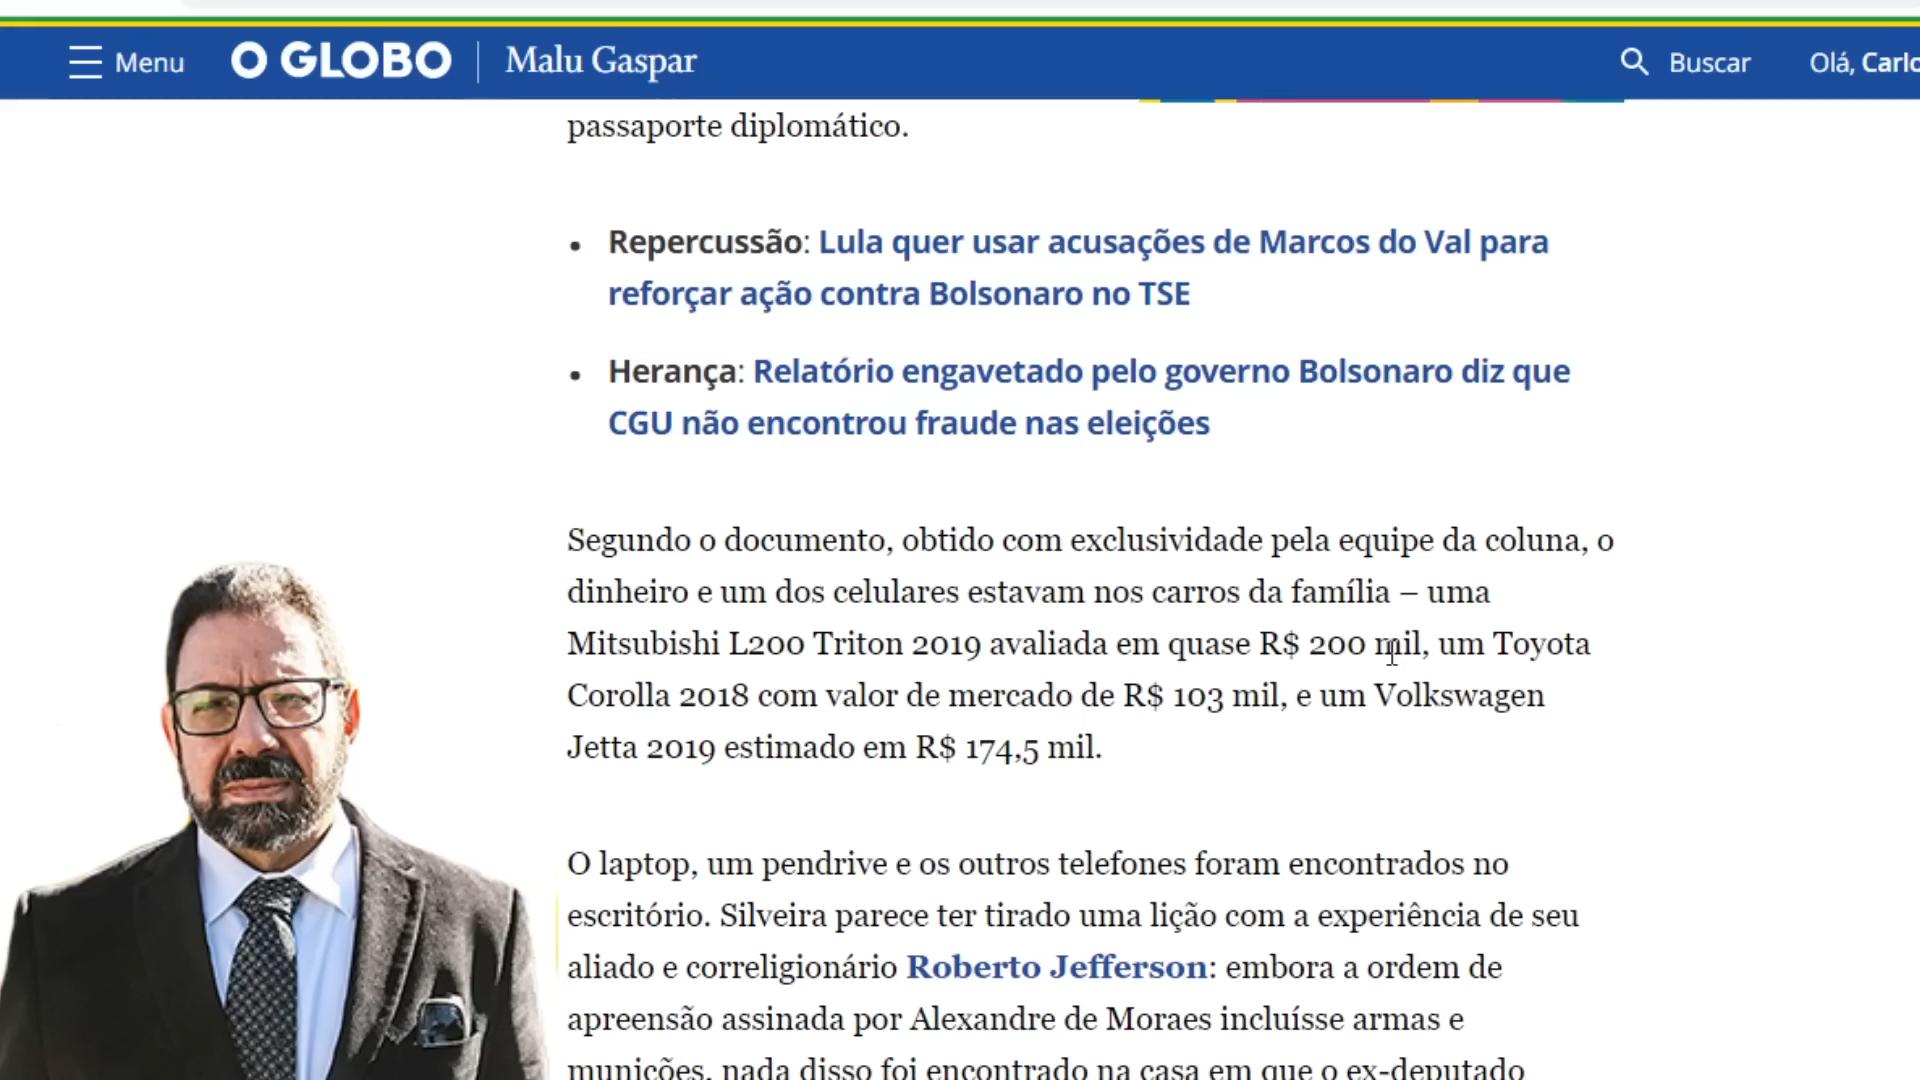 Menu
O GLOBO
Malu Gaspar
Buscar
Olá, Carlo
passaporte diplomático.
• Repercussão: Lula quer usar acusações de Marcos do Val para
reforçar ação contra Bolsonaro no TSE
• Herança: Relatório engavetado pelo governo Bolsonaro diz que
CGU não encontrou fraude nas eleições
Segundo o documento, obtido com exclusividade pela equipe da coluna, o
dinheiro e um dos celulares estavam nos carros da família – uma
Mitsubishi L200 Triton 2019 avaliada em quase R$ 200 mil, um Toyota
Corolla 2018 com valor de mercado de R$ 103 mil, e um Volkswagen
Jetta 2019 estimado em R$ 174,5 mil.
O laptop, um pendrive e os outros telefones foram encontrados no
escritório. Silveira parece ter tirado uma lição com a experiência de seu
aliado e correligionário Roberto Jefferson: embora a ordem de
apreensão assinada por Alexandre de Moraes incluísse armas e
munições, nada disso foi encontrado na casa em que o ex-deputado